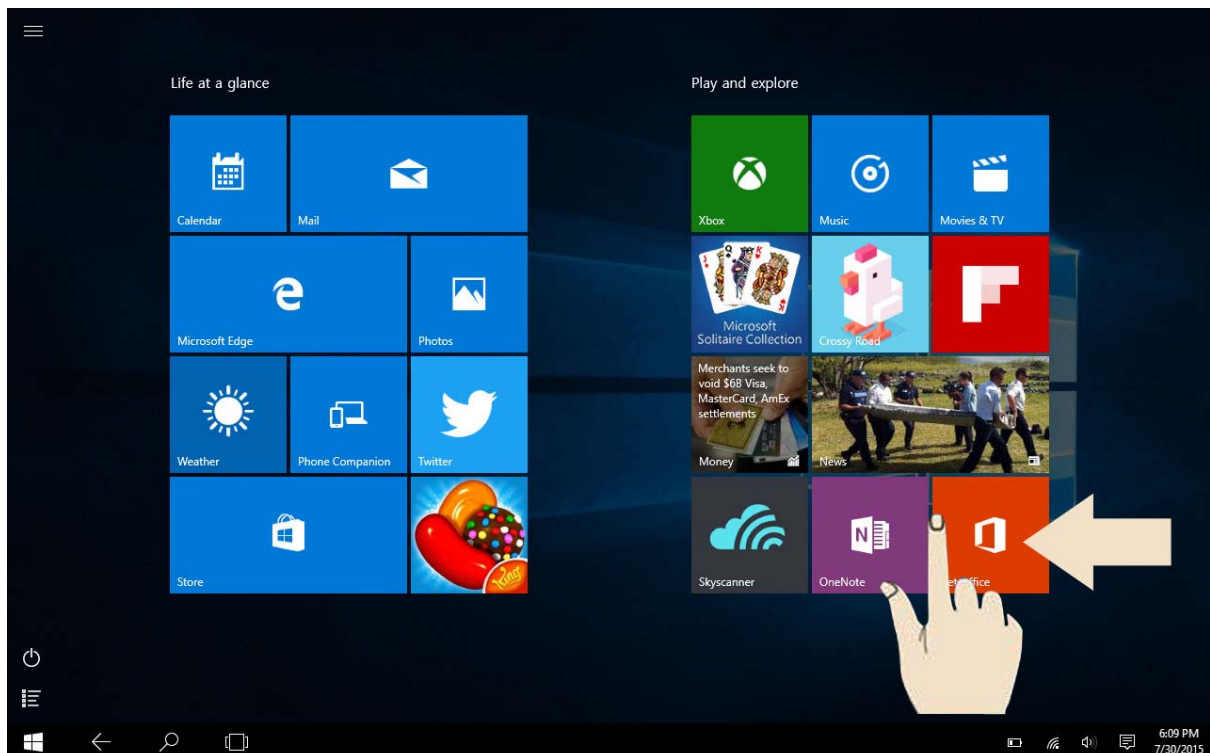 Life at a glance
Play and explore
Calendar
Mail
Xbox
Music
Movies & TV
Microsoft Edge
Photos
Microsoft
Solitaire Collection
Crossy Road
Merchants seek to
void $6B Visa,
MasterCard, AmEx
settlements
Weather
Phone Companion
Twitter
Money
News
King
Store
Skyscanner
N
OneNote
6:09 PM
7/30/2015